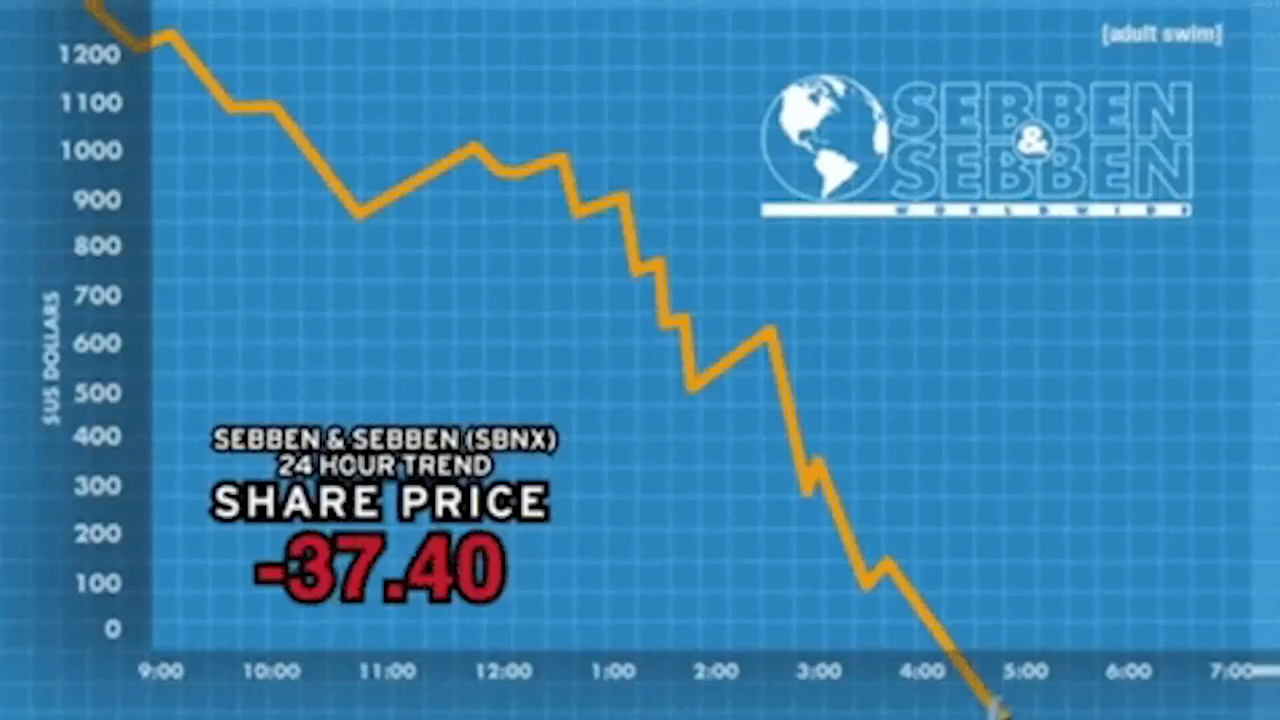 [adult swim]
SEBBEN
&
SEBBEN
WORLDWIDE
1200
1100
1000
900
800
700
600
500
400
300
200
100
0
$US DOLLARS
SEBBEN & SEBBEN (SBNX)
24 HOUR TREND
SHARE PRICE
-37.40
9:00 10:00 11:00 12:00 1:00 2:00 3:00 4:00 5:00 6:00 7:00